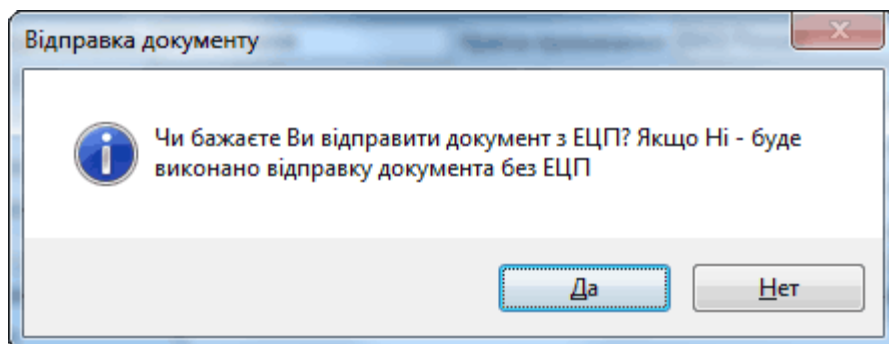 Відправка документу
Чи бажаєте Ви відправити документ з ЕЦП? Якщо Ні - буде
виконано відправку документа без ЕЦП
Да
Нет